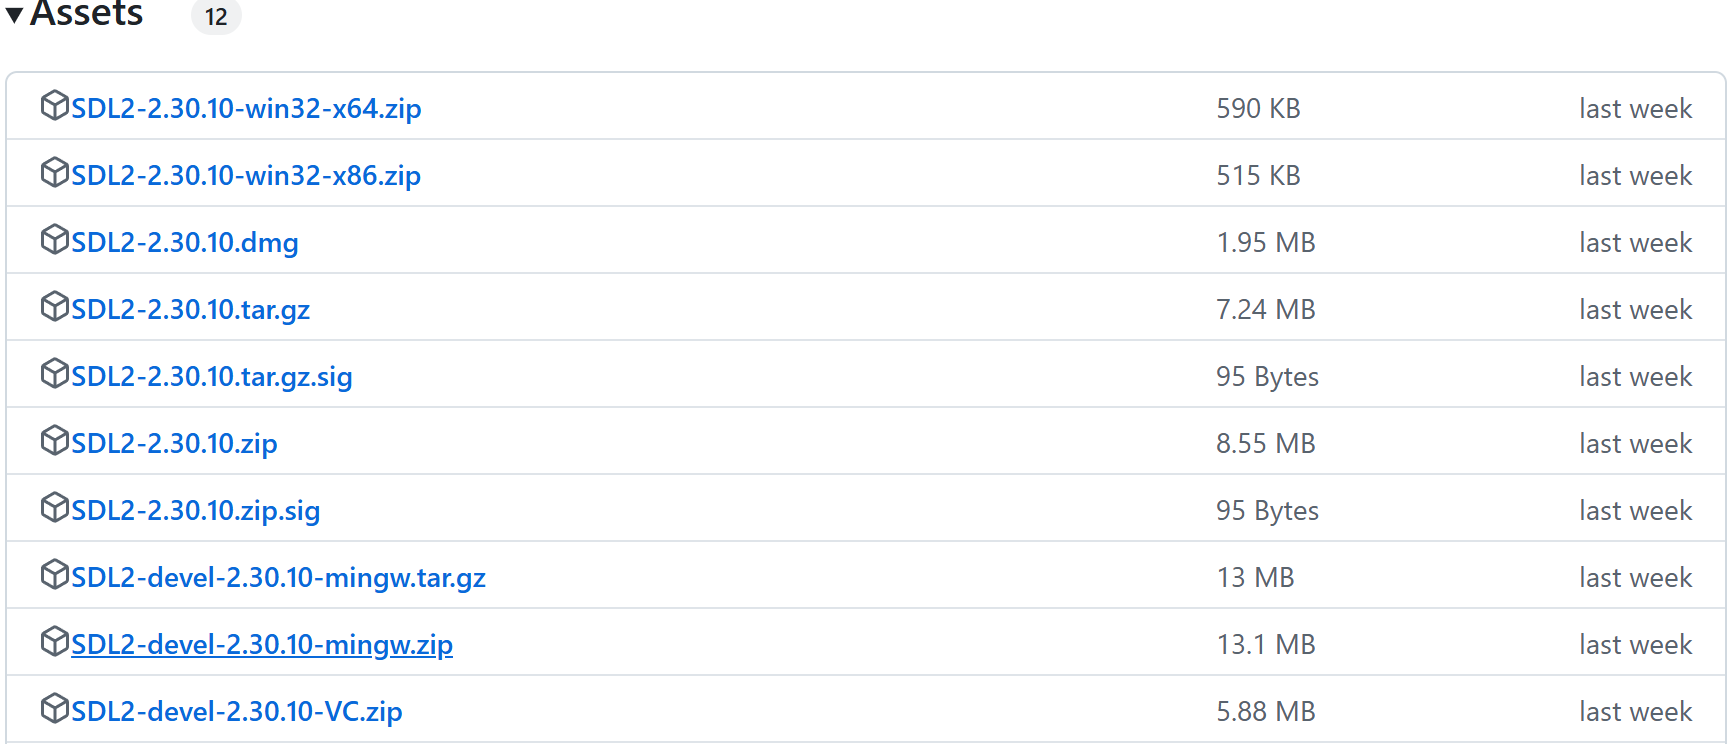 Assets 12
SDL2-2.30.10-win32-x64.zip 590 KB last week
SDL2-2.30.10-win32-x86.zip 515 KB last week
SDL2-2.30.10.dmg 1.95 MB last week
SDL2-2.30.10.tar.gz 7.24 MB last week
SDL2-2.30.10.tar.gz.sig 95 Bytes last week
SDL2-2.30.10.zip 8.55 MB last week
SDL2-2.30.10.zip.sig 95 Bytes last week
SDL2-devel-2.30.10-mingw.tar.gz 13 MB last week
SDL2-devel-2.30.10-mingw.zip 13.1 MB last week
SDL2-devel-2.30.10-VC.zip 5.88 MB last week